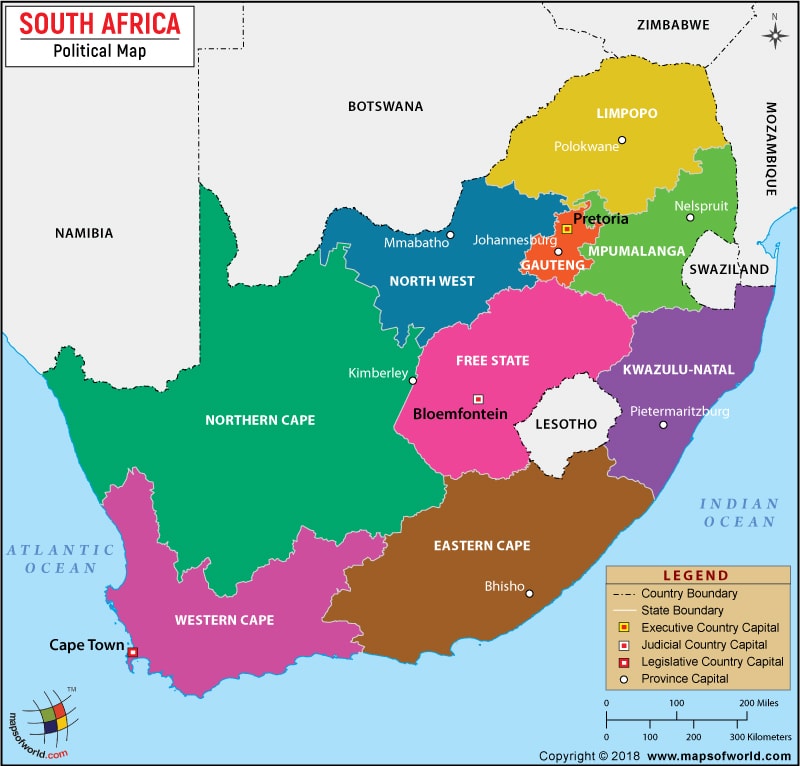 SOUTH AFRICA
Political Map
N
ZIMBABWE
BOTSWANA
MOZAMBIQUE
NAMIBIA
LIMPOPO
Polokwane
Nelspruit
Pretoria
Mmabatho
Johannesburg
MPUMALANGA
GAUTENG
SWAZILAND
NORTH WEST
FREE STATE
KWAZULU-NATAL
Kimberley
Bloemfontein
Pietermaritzburg
NORTHERN CAPE
LESOTHO
INDIAN
OCEAN
ATLANTIC
OCEAN
EASTERN CAPE
Bhisho
WESTERN CAPE
Cape Town
LEGEND
Country Boundary
State Boundary
Executive Country Capital
Judicial Country Capital
Legislative Country Capital
Province Capital
0 100 200 Miles
0 100 200 300 Kilometers
TM
mapsofworld.com
Copyright © 2018 www.mapsofworld.com